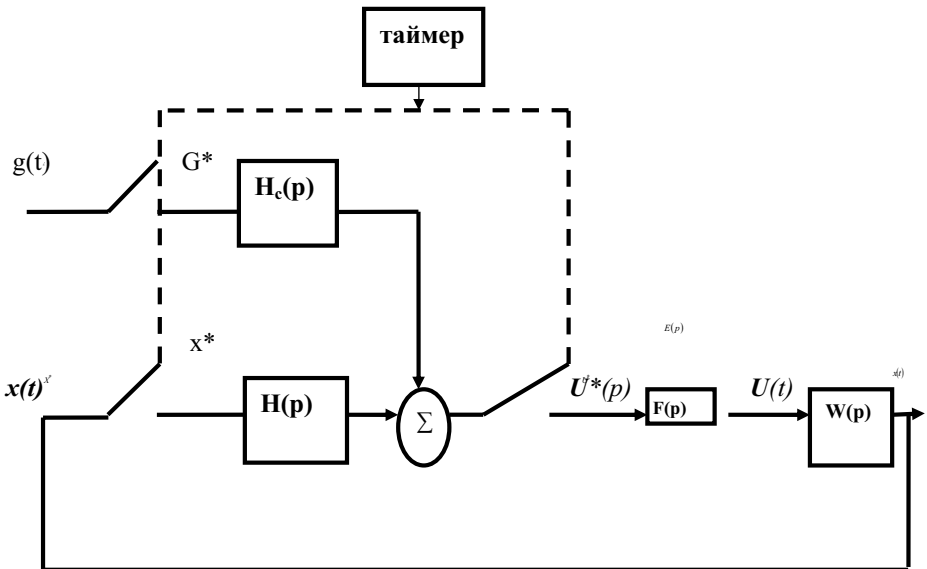 таймер
g(t)
G*
Hc(p)
x*
E(p)
x(t)
H(p)
Σ
U*(p)
F(p)
U(t)
W(p)
x(t)